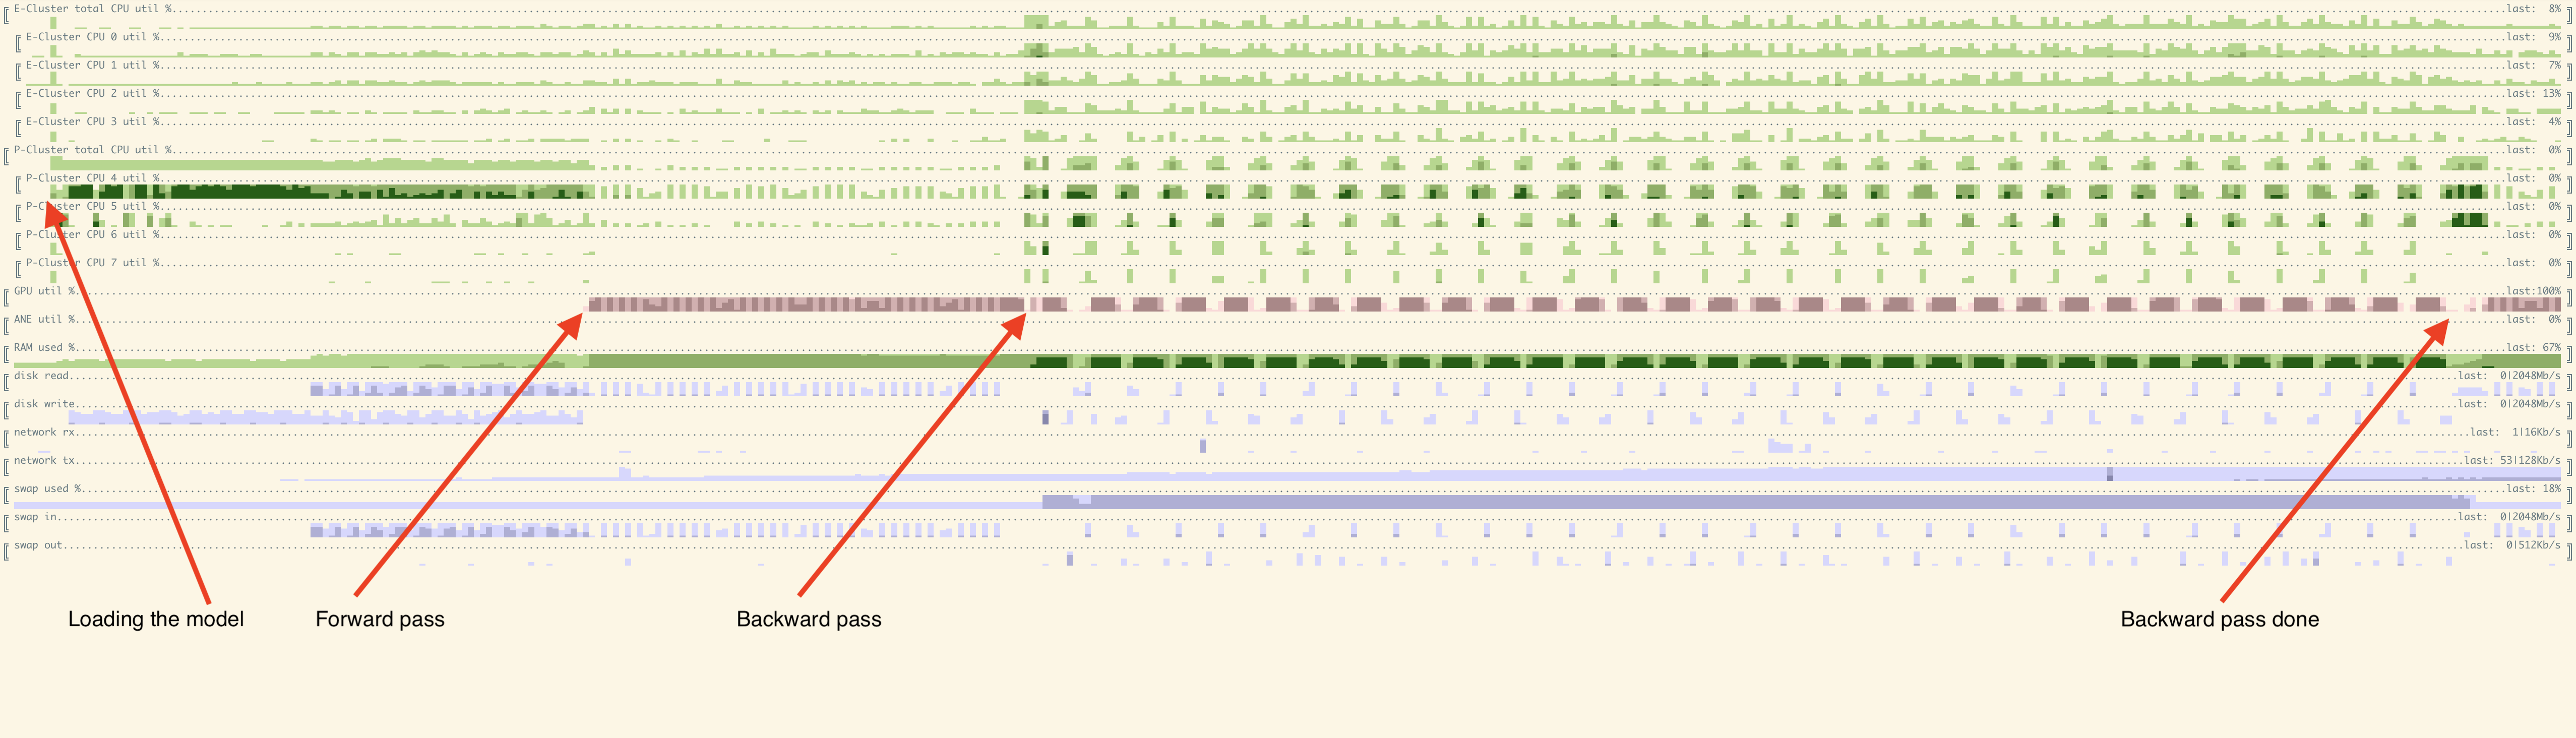 E-Cluster total CPU util % last: 8%
E-Cluster CPU 0 util % last: 9%
E-Cluster CPU 1 util % last: 7%
E-Cluster CPU 2 util % last: 13%
E-Cluster CPU 3 util % last: 4%
P-Cluster total CPU util % last: 0%
P-Cluster CPU 4 util % last: 0%
P-Cluster CPU 5 util % last: 0%
P-Cluster CPU 6 util % last: 0%
P-Cluster CPU 7 util % last: 0%
GPU util % last:100%
ANE util % last: 0%
RAM used % last: 67%
disk read last: 0|2048Mb/s
disk write last: 0|2048Mb/s
network rx last: 1|16Kb/s
network tx last: 53|128Kb/s
swap used % last: 18%
swap in last: 0|2048Mb/s
swap out last: 0|512Kb/s
Loading the model Forward pass Backward pass Backward pass done